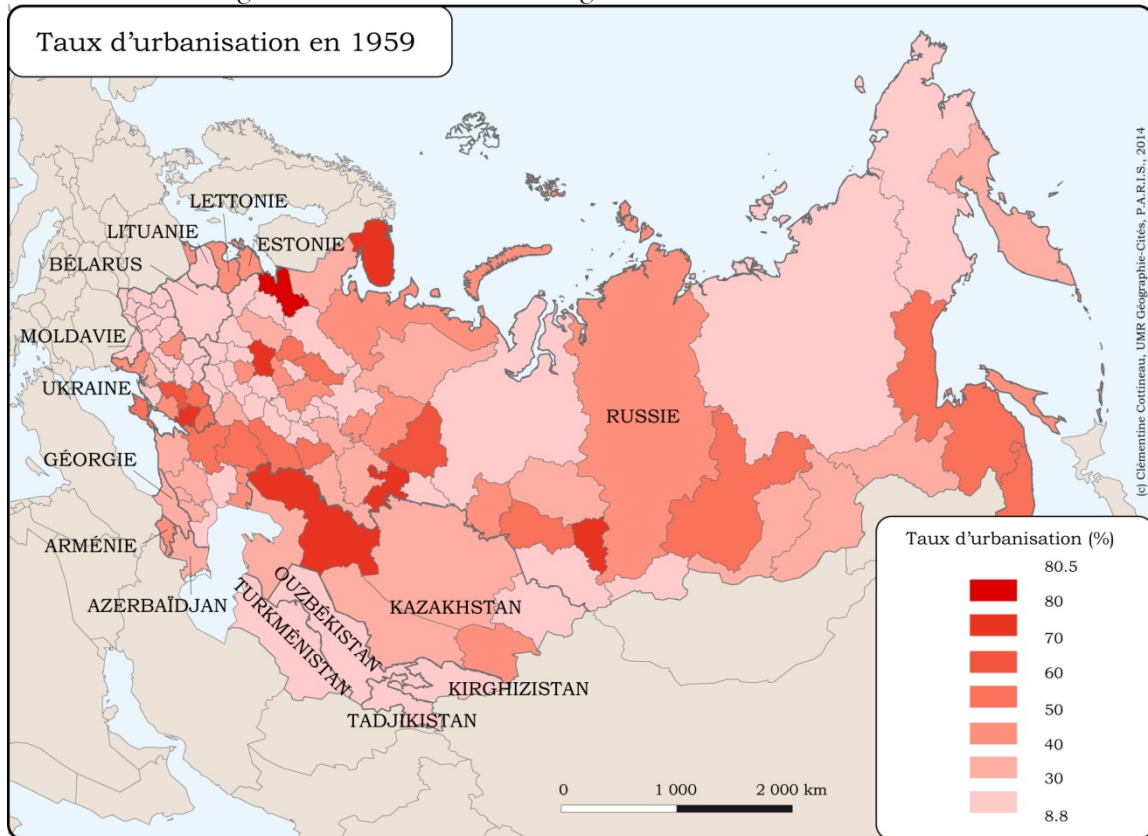 Taux d'urbanisation en 1959
LETTONIE
LITUANIE
ESTONIE
BÉLARUS
MOLDAVIE
UKRAINE
RUSSIE
GÉORGIE
ARMÉNIE
AZERBAÏDJAN
OUZBÉKISTAN
TURKMÉNISTAN
KAZAKHSTAN
KIRGHIZISTAN
TADJIKISTAN
0 1 000 2 000 km
Taux d'urbanisation (%)
80.5
80
70
60
50
40
30
8.8
(c) Clémentine Cottineau, UMR Géographie-Cités, P.A.R.I.S., 2014